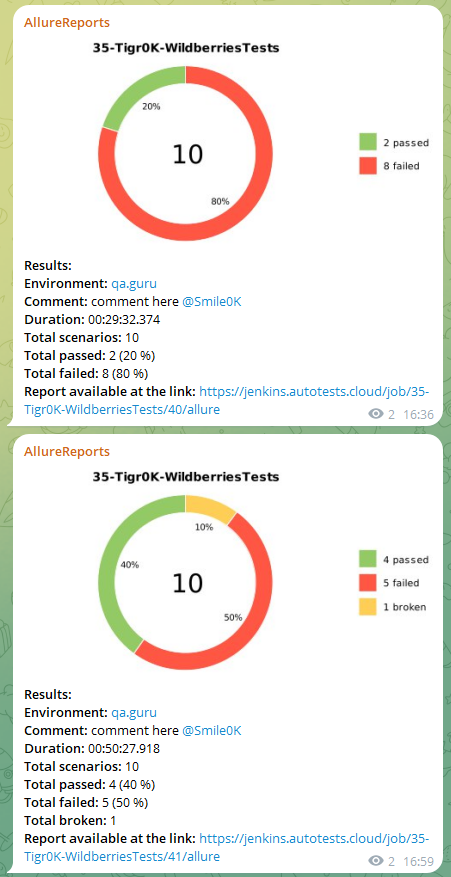 AllureReports
35-Tigr0K-WildberriesTests
20%
10
80%
2 passed
8 failed
Results:
Environment: qa.guru
Comment: comment here @Smile0K
Duration: 00:29:32.374
Total scenarios: 10
Total passed: 2 (20 %)
Total failed: 8 (80 %)
Report available at the link: https://jenkins.autotests.cloud/job/35-
Tigr0K-WildberriesTests/40/allure
2 16:36
AllureReports
35-Tigr0K-WildberriesTests
10%
40%
10
50%
4 passed
5 failed
1 broken
Results:
Environment: qa.guru
Comment: comment here @Smile0K
Duration: 00:50:27.918
Total scenarios: 10
Total passed: 4 (40 %)
Total failed: 5 (50 %)
Total broken: 1
Report available at the link: https://jenkins.autotests.cloud/job/35-
Tigr0K-WildberriesTests/41/allure
2 16:59